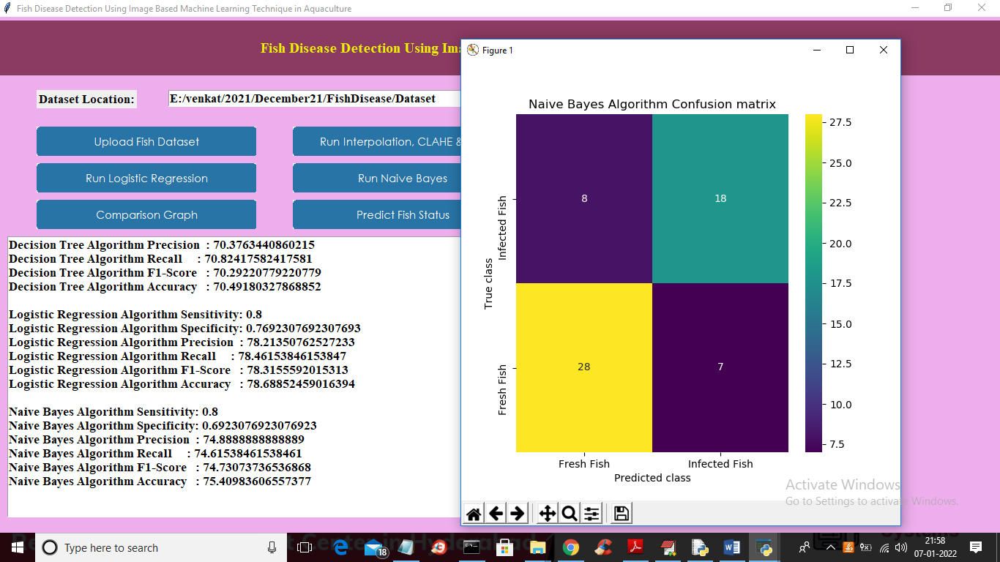 Fish Disease Detection Using Image Based Machine Learning Technique in Aquaculture
Fish Disease Detection Using
Dataset Location:
E:/venkat/2021/December21/FishDisease/Dataset
Upload Fish Dataset
Run Interpolation, CLAHE &
Run Logistic Regression
Run Naive Bayes
Comparison Graph
Predict Fish Status
Decision Tree Algorithm Precision : 70.3763440860215
Decision Tree Algorithm Recall : 70.82417582417581
Decision Tree Algorithm F1-Score : 70.29220779220779
Decision Tree Algorithm Accuracy : 70.49180327868852
Logistic Regression Algorithm Sensitivity: 0.8
Logistic Regression Algorithm Specificity: 0.7692307692307693
Logistic Regression Algorithm Precision : 78.21350762527233
Logistic Regression Algorithm Recall : 78.46153846153847
Logistic Regression Algorithm F1-Score : 78.3155592015313
Logistic Regression Algorithm Accuracy : 78.68852459016394
Naive Bayes Algorithm Sensitivity: 0.8
Naive Bayes Algorithm Specificity: 0.6923076923076923
Naive Bayes Algorithm Precision : 74.8888888888889
Naive Bayes Algorithm Recall : 74.61538461538461
Naive Bayes Algorithm F1-Score : 74.73073736536868
Naive Bayes Algorithm Accuracy : 75.40983606557377
Figure 1
Naive Bayes Algorithm Confusion matrix
True class
Infected Fish
8
18
Fresh Fish
28
7
Fresh Fish
Infected Fish
Predicted class
27.5
25.0
22.5
20.0
17.5
15.0
12.5
10.0
7.5
Activate Windows
Go to Settings to activate Windows.
Type here to search
18
21:58
07-01-2022